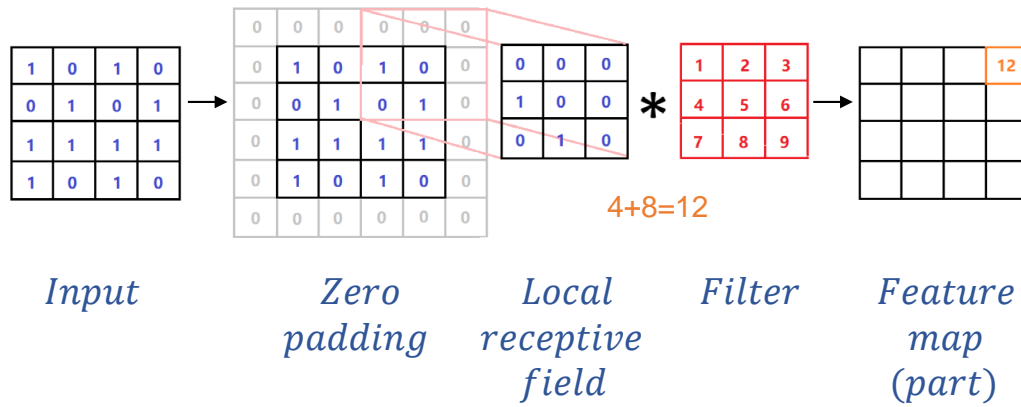 0 0 0 0 0 0
1 0 1 0
0 1 0 1 0 0
0 0 0
1 2 3
12
0 1 0 1
0 0 1 0 1 0
1 0 0
*
4 5 6
1 1 1 1
0 1 1 1 1 0
0 1 0
7 8 9
1 0 1 0
0 1 0 1 0 0
0 0 0 0 0 0
4+8=12
Input
Zero
padding
Local
receptive
field
Filter
Feature
map
(part)